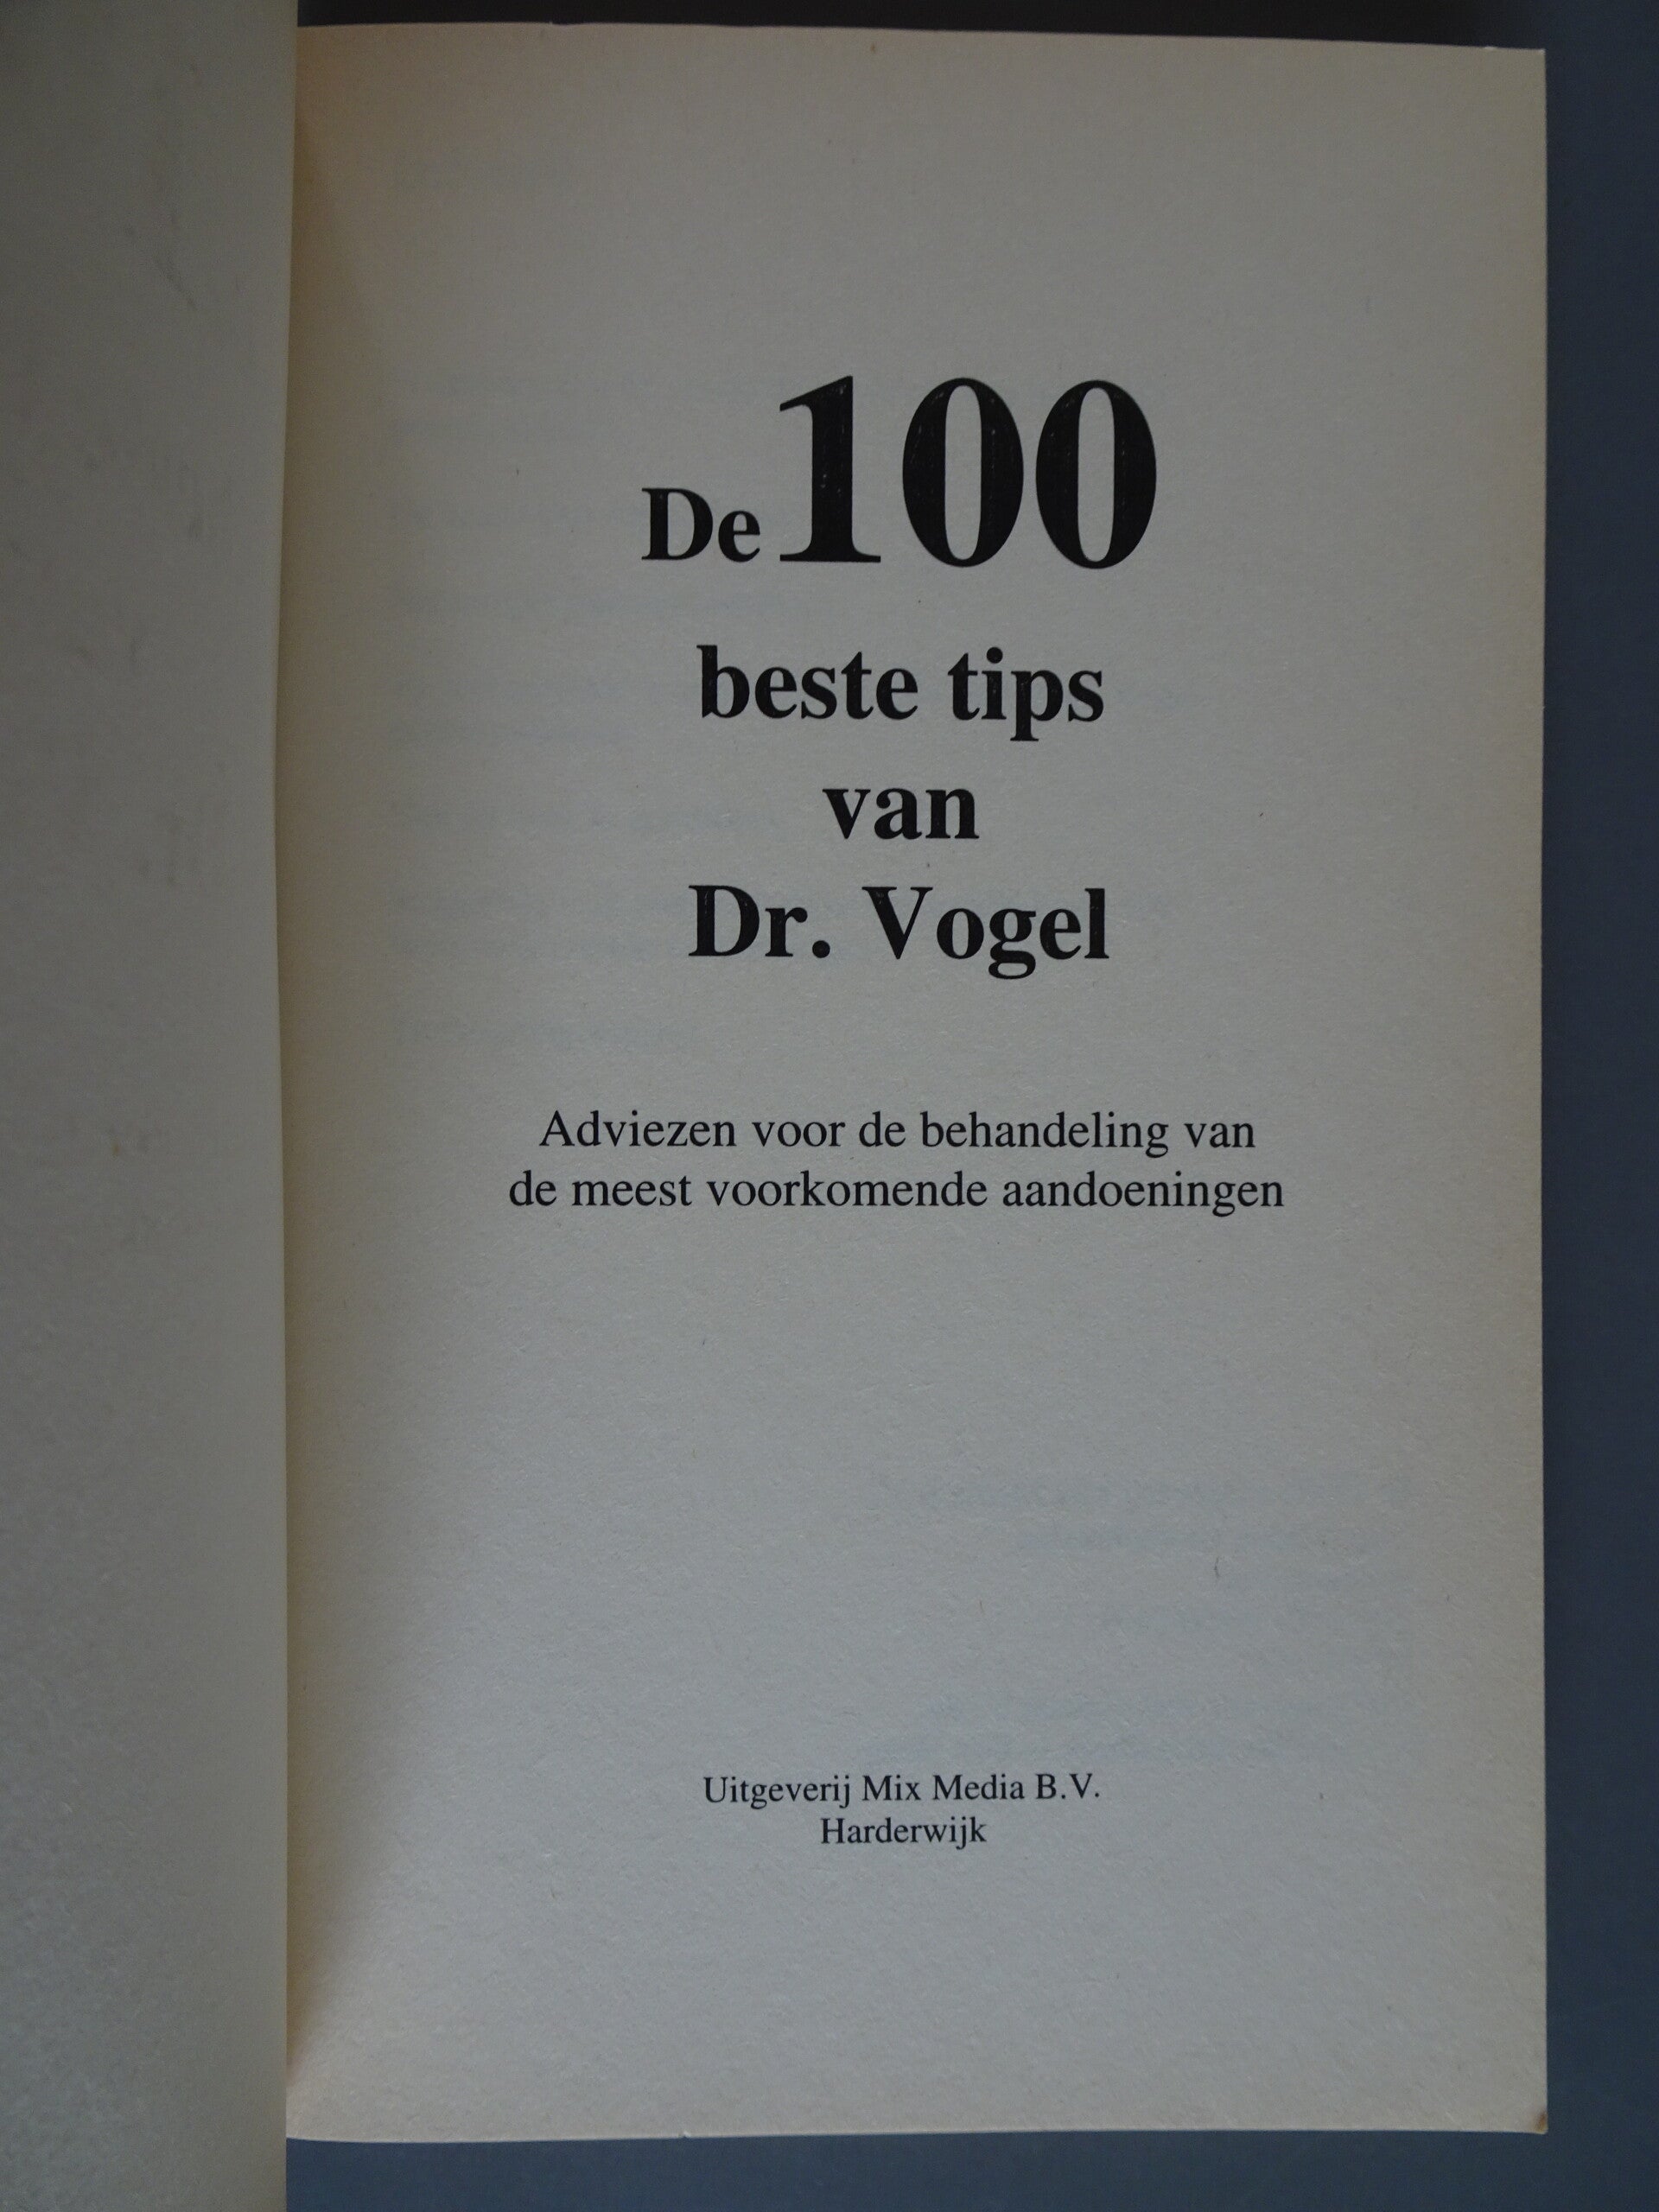 De 100
beste tips
van
Dr. Vogel
Adviezen voor de behandeling van
de meest voorkomende aandoeningen
Uitgeverij Mix Media B.V.
Harderwijk